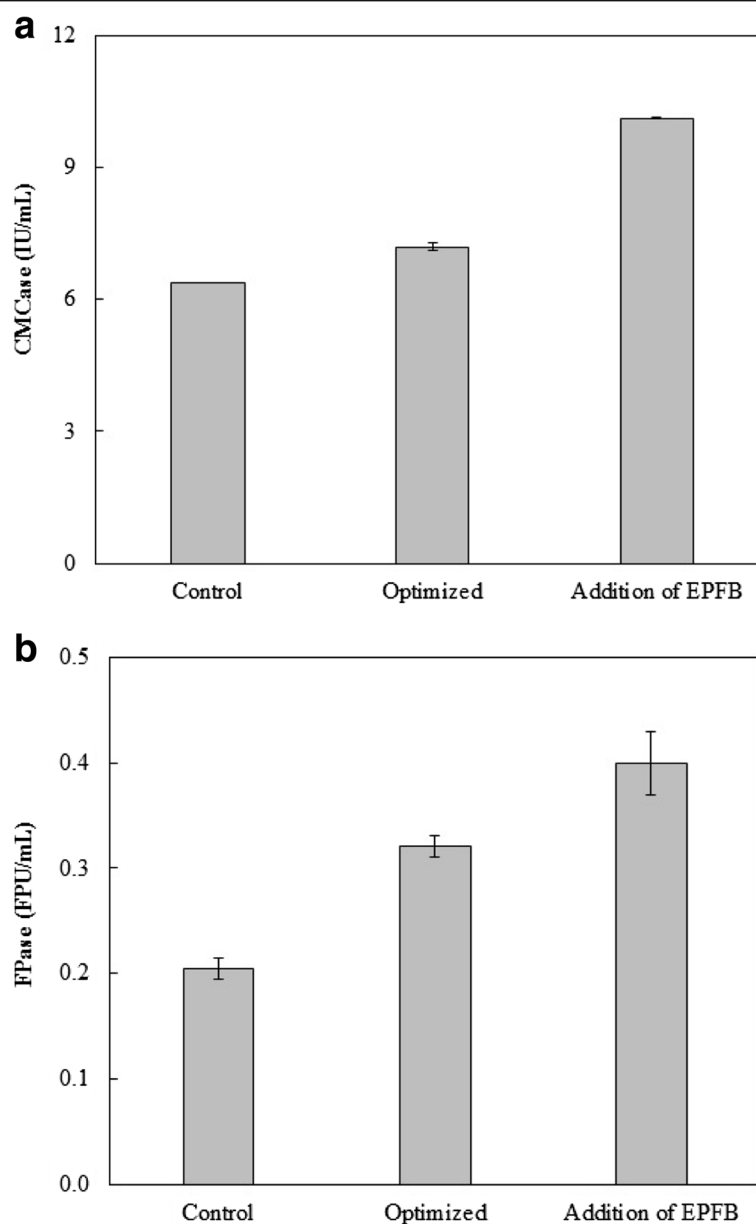 a
12
9
6
3
0
CMCase (IU/mL)
Control Optimized Addition of EPFB
b
0.5
0.4
0.3
0.2
0.1
0.0
FPase (FPU/mL)
Control Optimized Addition of EPFB